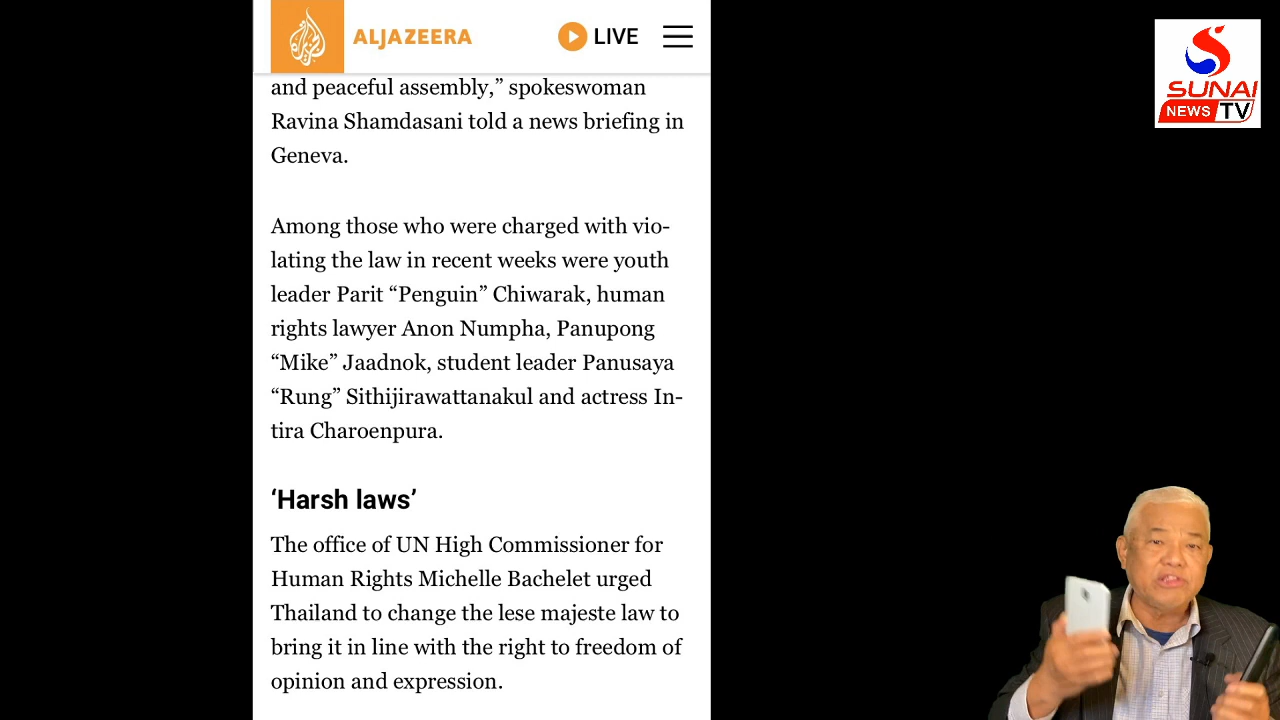 ALJAZEERA
LIVE
SUNAI
NEWS TV
and peaceful assembly,” spokeswoman
Ravina Shamdasani told a news briefing in
Geneva.
Among those who were charged with vio-
lating the law in recent weeks were youth
leader Parit “Penguin” Chiwarak, human
rights lawyer Anon Numpha, Panupong
“Mike” Jaadnok, student leader Panusaya
“Rung” Sithijirawattanakul and actress In-
tira Charoenpura.
‘Harsh laws’
The office of UN High Commissioner for
Human Rights Michelle Bachelet urged
Thailand to change the lese majeste law to
bring it in line with the right to freedom of
opinion and expression.